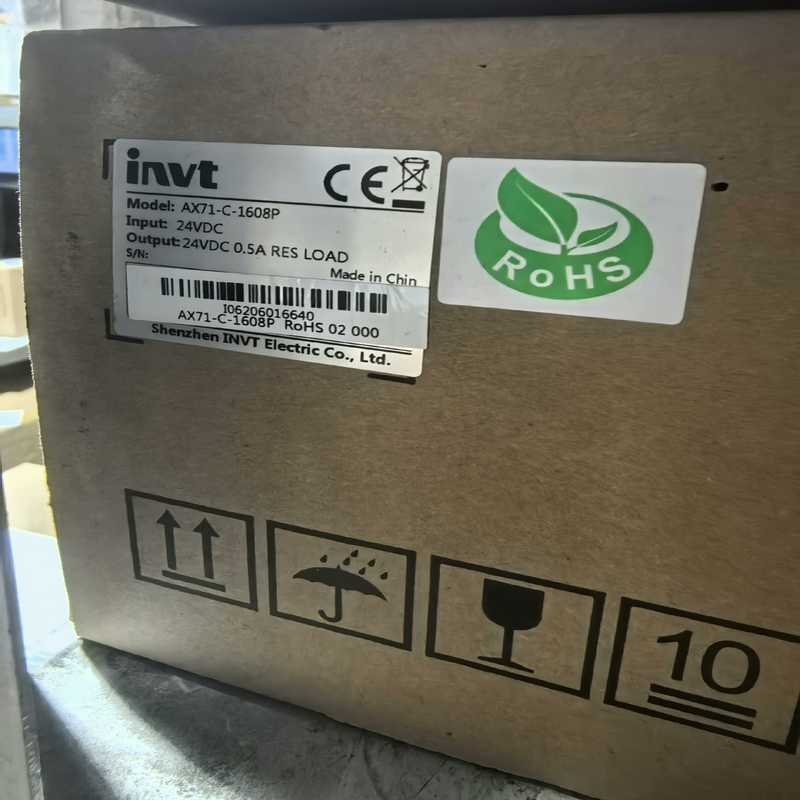 invt
CE
Model: AX71-C-1608P
Input: 24VDC
Output: 24VDC 0.5A RES LOAD
S/N:
Made in Chin
I06206016640
AX71-C-1608P RoHS 02 000
Shenzhen INVT Electric Co., Ltd.
RoHS
10